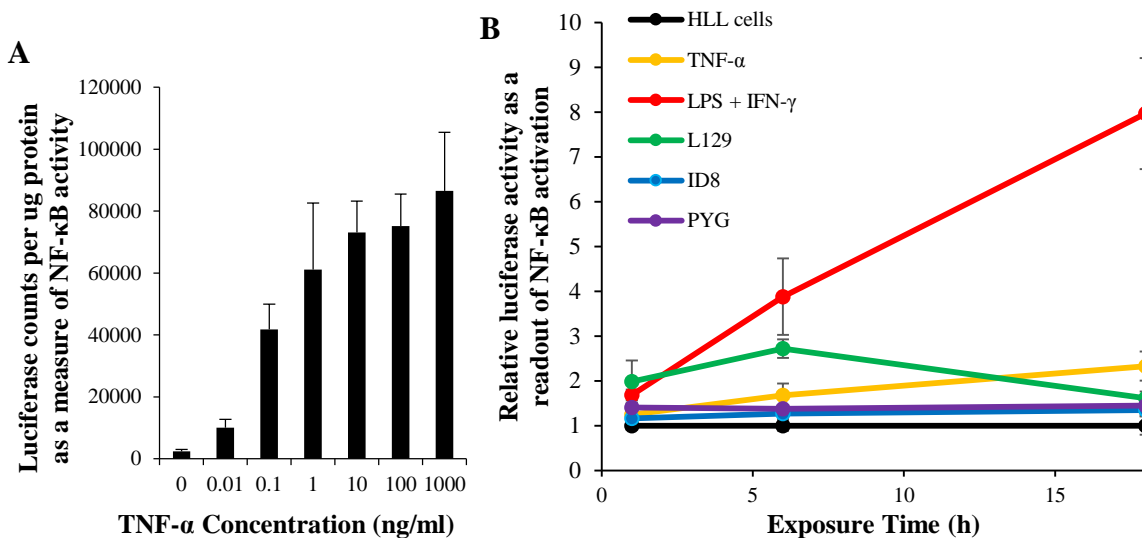 A
Luciferase counts per ug protein
as a measure of NF-κB activity
120000
100000
80000
60000
40000
20000
0
0 0.01 0.1 1 10 100 1000
TNF-α Concentration (ng/ml)
B
Relative luciferase activity as a
readout of NF-κB activation
10
9
8
7
6
5
4
3
2
1
0
HLL cells
TNF-α
LPS + IFN-γ
L129
ID8
PYG
0 5 10 15
Exposure Time (h)